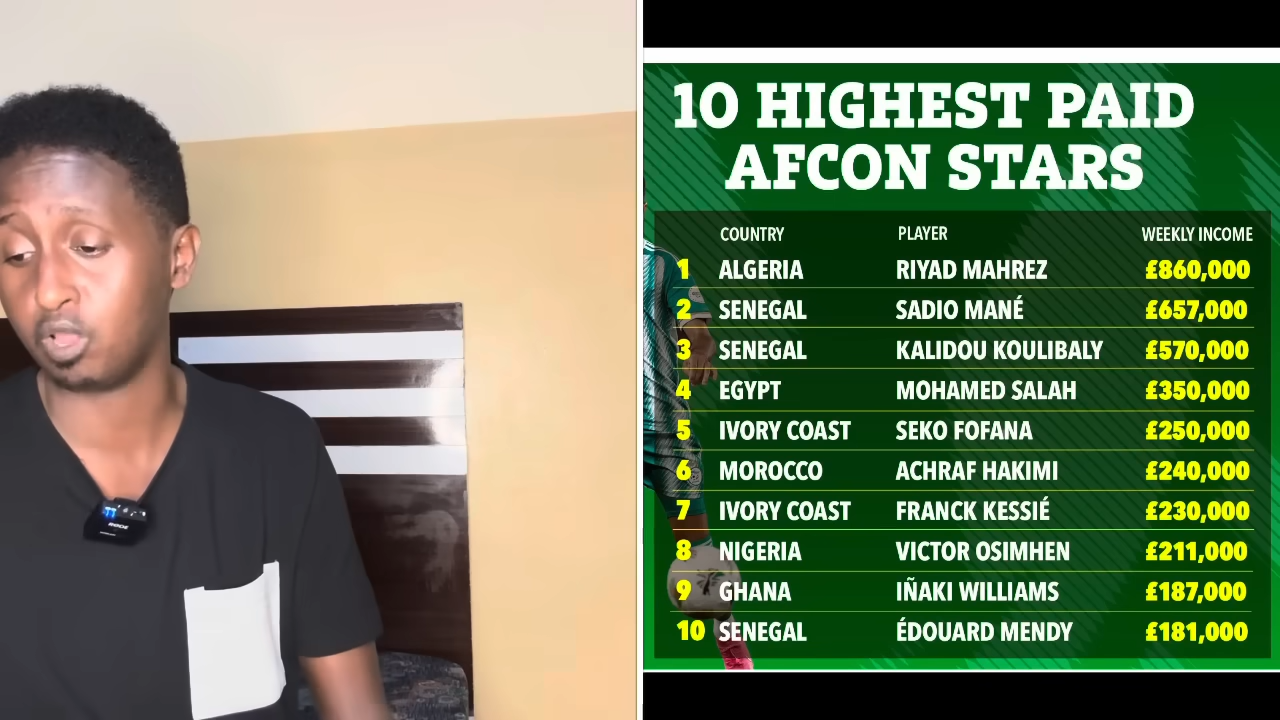 10 HIGHEST PAID
AFCON STARS
COUNTRY PLAYER WEEKLY INCOME
1 ALGERIA RIYAD MAHREZ £860,000
2 SENEGAL SADIO MANÉ £657,000
3 SENEGAL KALIDOU KOULIBALY £570,000
4 EGYPT MOHAMED SALAH £350,000
5 IVORY COAST SEKO FOFANA £250,000
6 MOROCCO ACHRAF HAKIMI £240,000
7 IVORY COAST FRANCK KESSIÉ £230,000
8 NIGERIA VICTOR OSIMHEN £211,000
9 GHANA IÑAKI WILLIAMS £187,000
10 SENEGAL ÉDOUARD MENDY £181,000